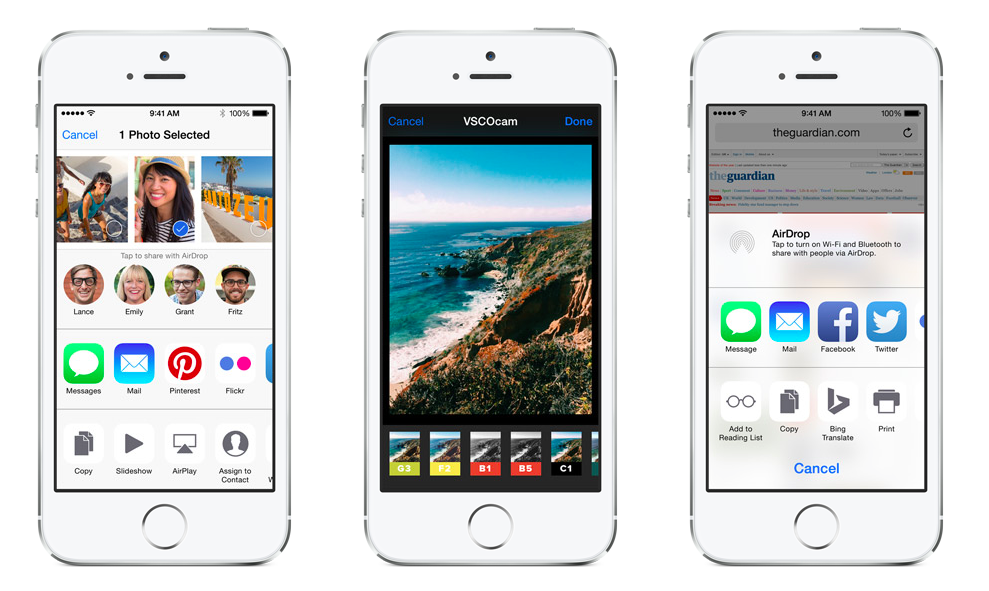 9:41 AM 100%
Cancel 1 Photo Selected
Tap to share with AirDrop
Lance Emily Grant Fritz
Messages Mail Pinterest Flickr
Copy Slideshow AirPlay Assign to
Contact W
Cancel VSCOcam Done
G3 F2 B1 B5 C1
9:41 AM 100%
theguardian.com
theguardian
AirDrop
Tap to turn on Wi-Fi and Bluetooth to
share with people via AirDrop.
Message Mail Facebook Twitter
Add to Copy Bing Print
Reading List Translate
Cancel